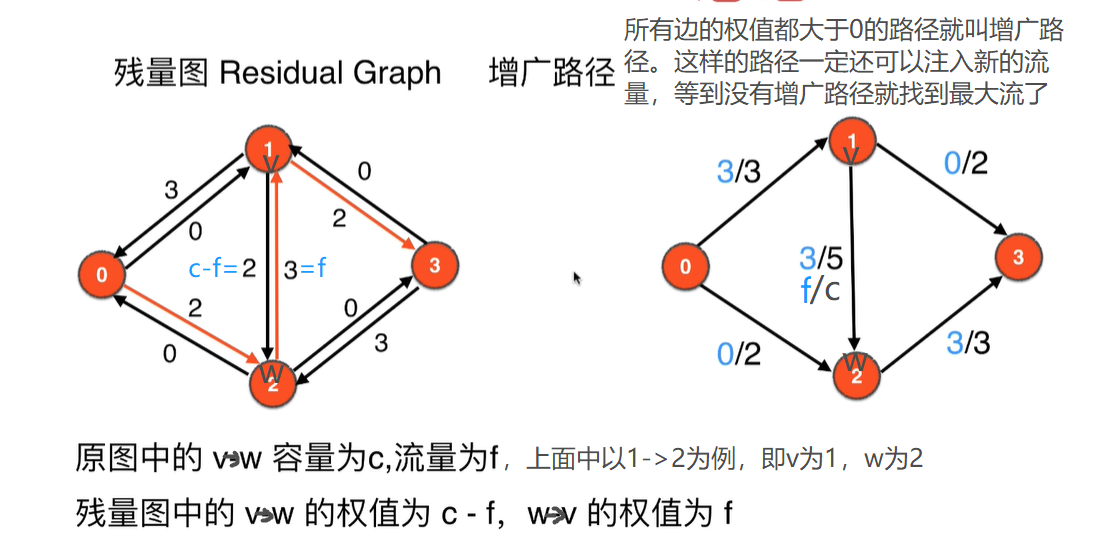 所有边的权值都大于0的路径就叫增广路
径。这样的路径一定还可以注入新的流
量，等到没有增广路径就找到最大流了
残量图 Residual Graph 增广路径
1
V
3
0
0
2
c-f=2
3=f
0
3
2
0
0
3
W
2
1
V
3/3
0/2
0
3/5
f/c
3
0/2
3/3
W
2
原图中的 v->w 容量为c,流量为f，上面中以1->2为例，即v为1，w为2
残量图中的 v->w 的权值为 c - f，w->v 的权值为 f